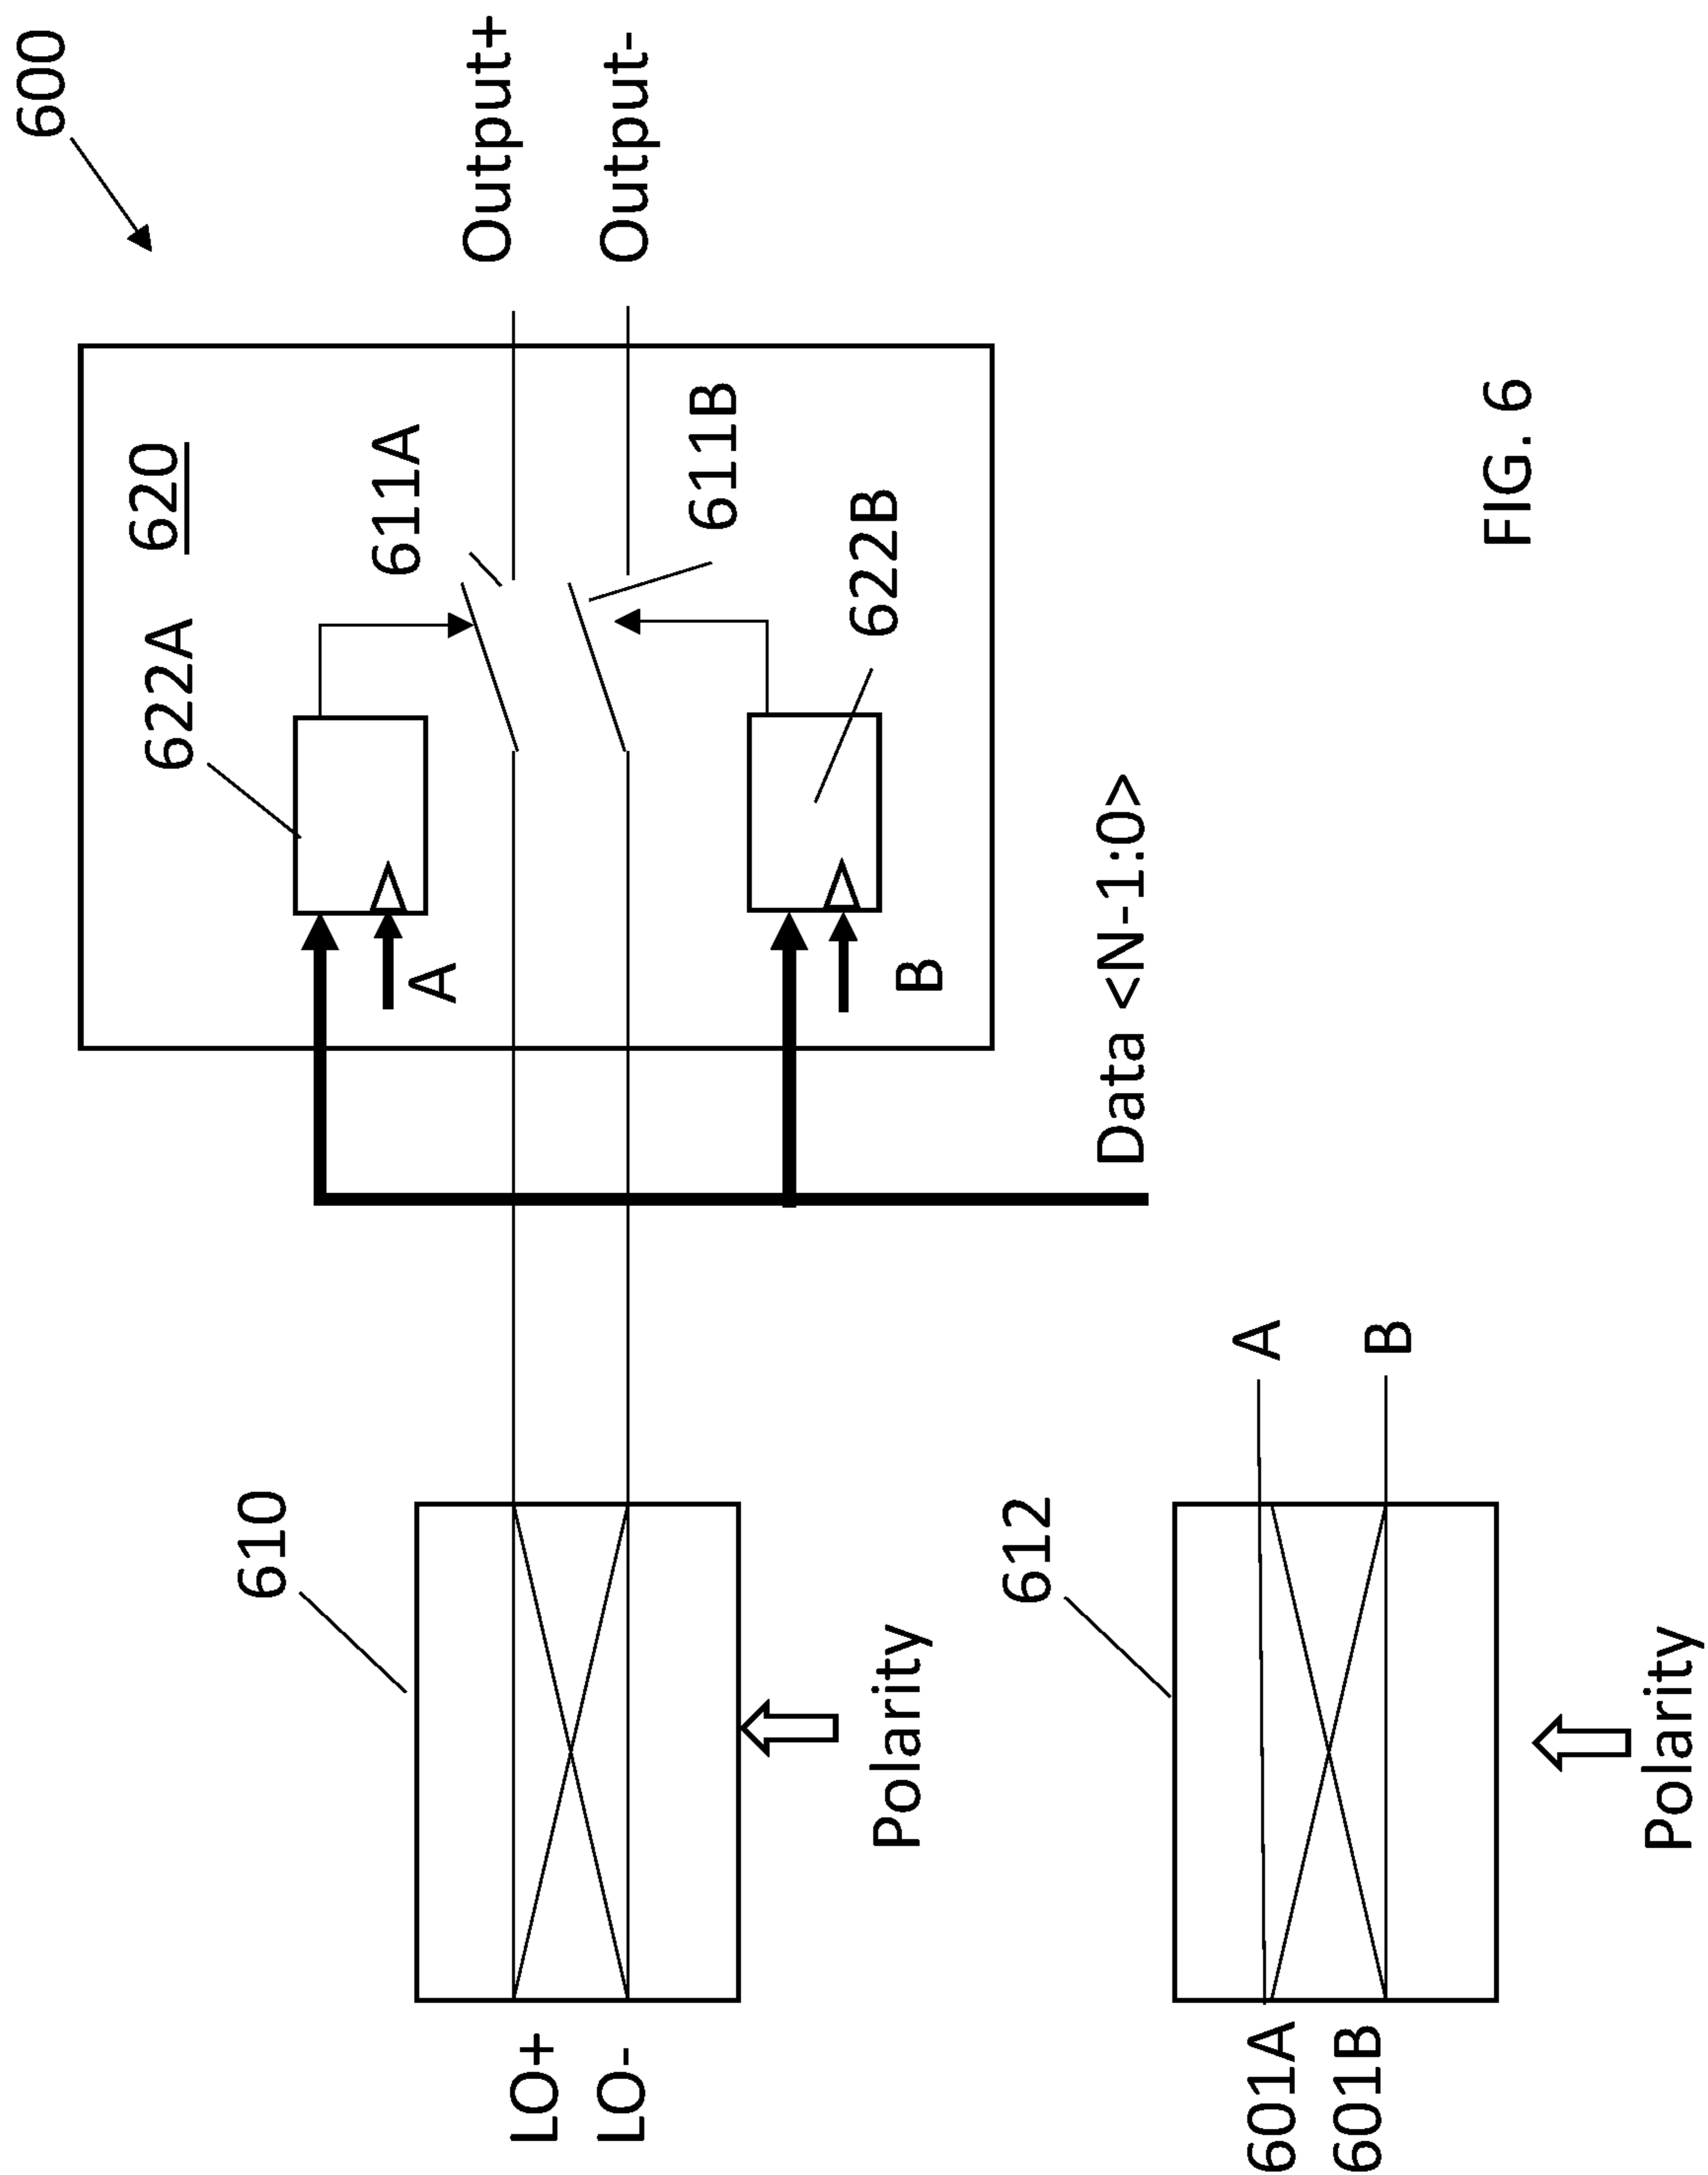 600
620
622A
611A
Output+
Output-
611B
A
622B
B
Data <N-1:0>
610
LO+
LO-
Polarity
612
601A
A
601B
B
Polarity
FIG. 6